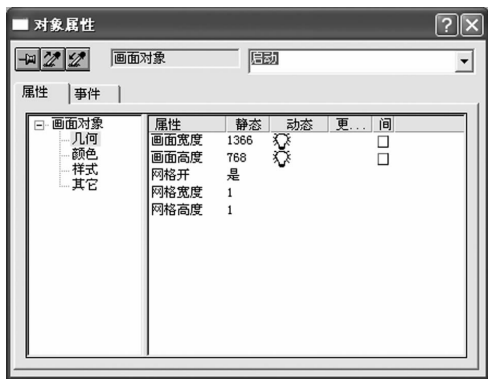 对象属性
画面对象 启动
属性 事件
画面对象
几何
颜色
样式
其它
属性 静态 动态 更... 间
画面宽度 1366
画面高度 768
网格开 是
网格宽度 1
网格高度 1